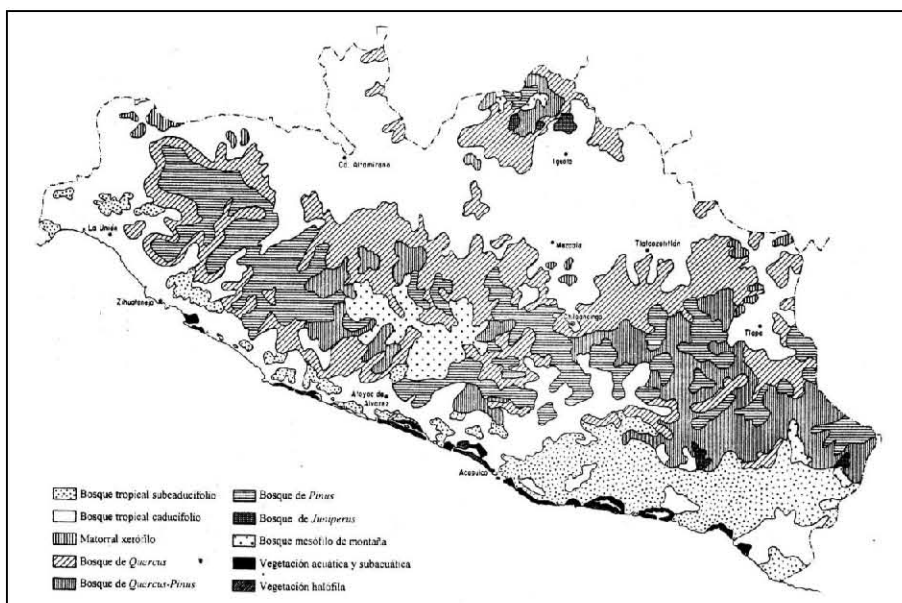 Iguala
Cd. Altamirano
La Unión
Mezcala
Tlalcozotitlán
Zihuatanejo
Chilpancingo
Tlapa
Atoyac de
Alvarez
Acapulco
Bosque tropical subcaducifolio
Bosque tropical caducifolio
Matorral xerófilo
Bosque de Quercus
Bosque de Quercus-Pinus
Bosque de Pinus
Bosque de Juniperus
Bosque mesófilo de montaña
Vegetación acuática y subacuática
Vegetación halófila